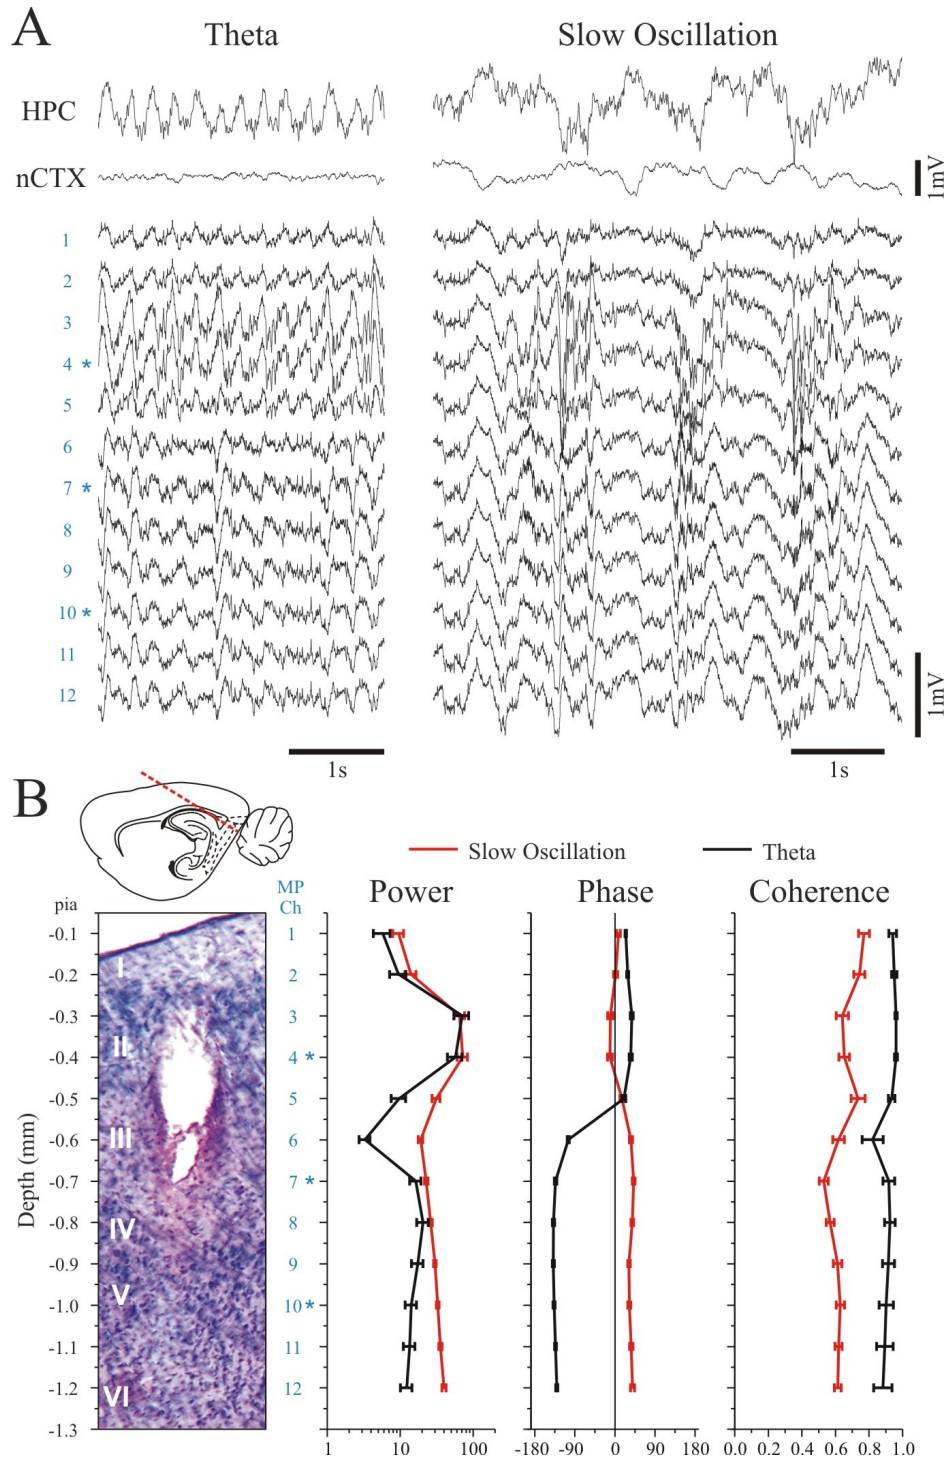 A
Theta
Slow Oscillation
HPC
nCTX
1mV
1
2
3
4 *
5
6
7 *
8
9
10 *
11
12
1mV
1s
1s
B
Slow Oscillation
Theta
MP
Ch
Power
Phase
Coherence
pia
Depth (mm)
-0.1
-0.2
-0.3
-0.4
-0.5
-0.6
-0.7
-0.8
-0.9
-1.0
-1.1
-1.2
-1.3
I
II
III
IV
V
VI
1
2
3
4 *
5
6
7 *
8
9
10 *
11
12
1 10 100
-180 -90 0 90 180
0.0 0.2 0.4 0.6 0.8 1.0